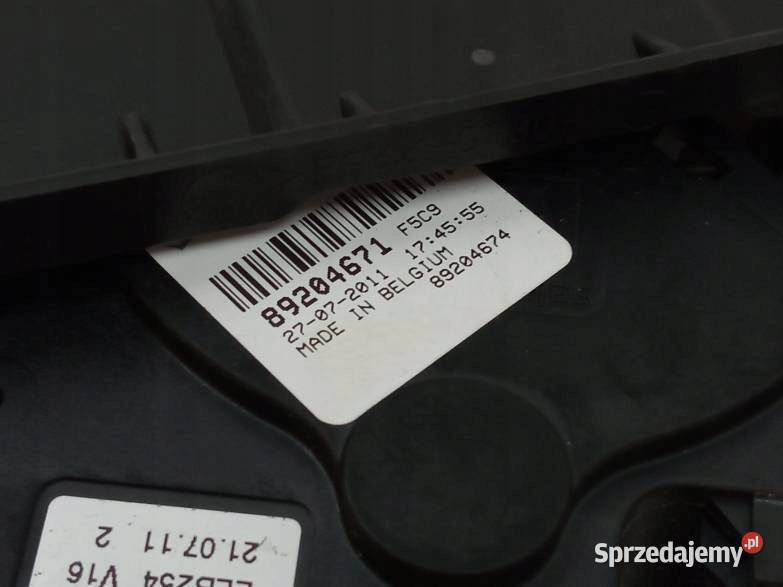 89204671 F5C9
27-07-2011 17:45:55
MADE IN BELGIUM
89204674
V16
21.07.11 2
Sprzedajemy.pl